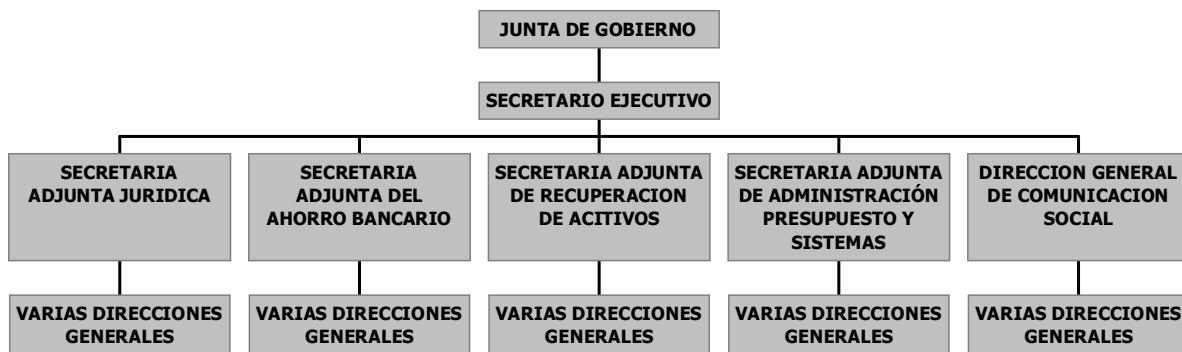 JUNTA DE GOBIERNO
SECRETARIO EJECUTIVO
SECRETARIA
ADJUNTA JURIDICA
SECRETARIA
ADJUNTA DEL
AHORRO BANCARIO
SECRETARIA ADJUNTA
DE RECUPERACION
DE ACITIVOS
SECRETARIA ADJUNTA
DE ADMINISTRACIÓN
PRESUPUESTO Y
SISTEMAS
DIRECCION GENERAL
DE COMUNICACION
SOCIAL
VARIAS DIRECCIONES
GENERALES
VARIAS DIRECCIONES
GENERALES
VARIAS DIRECCIONES
GENERALES
VARIAS DIRECCIONES
GENERALES
VARIAS DIRECCIONES
GENERALES